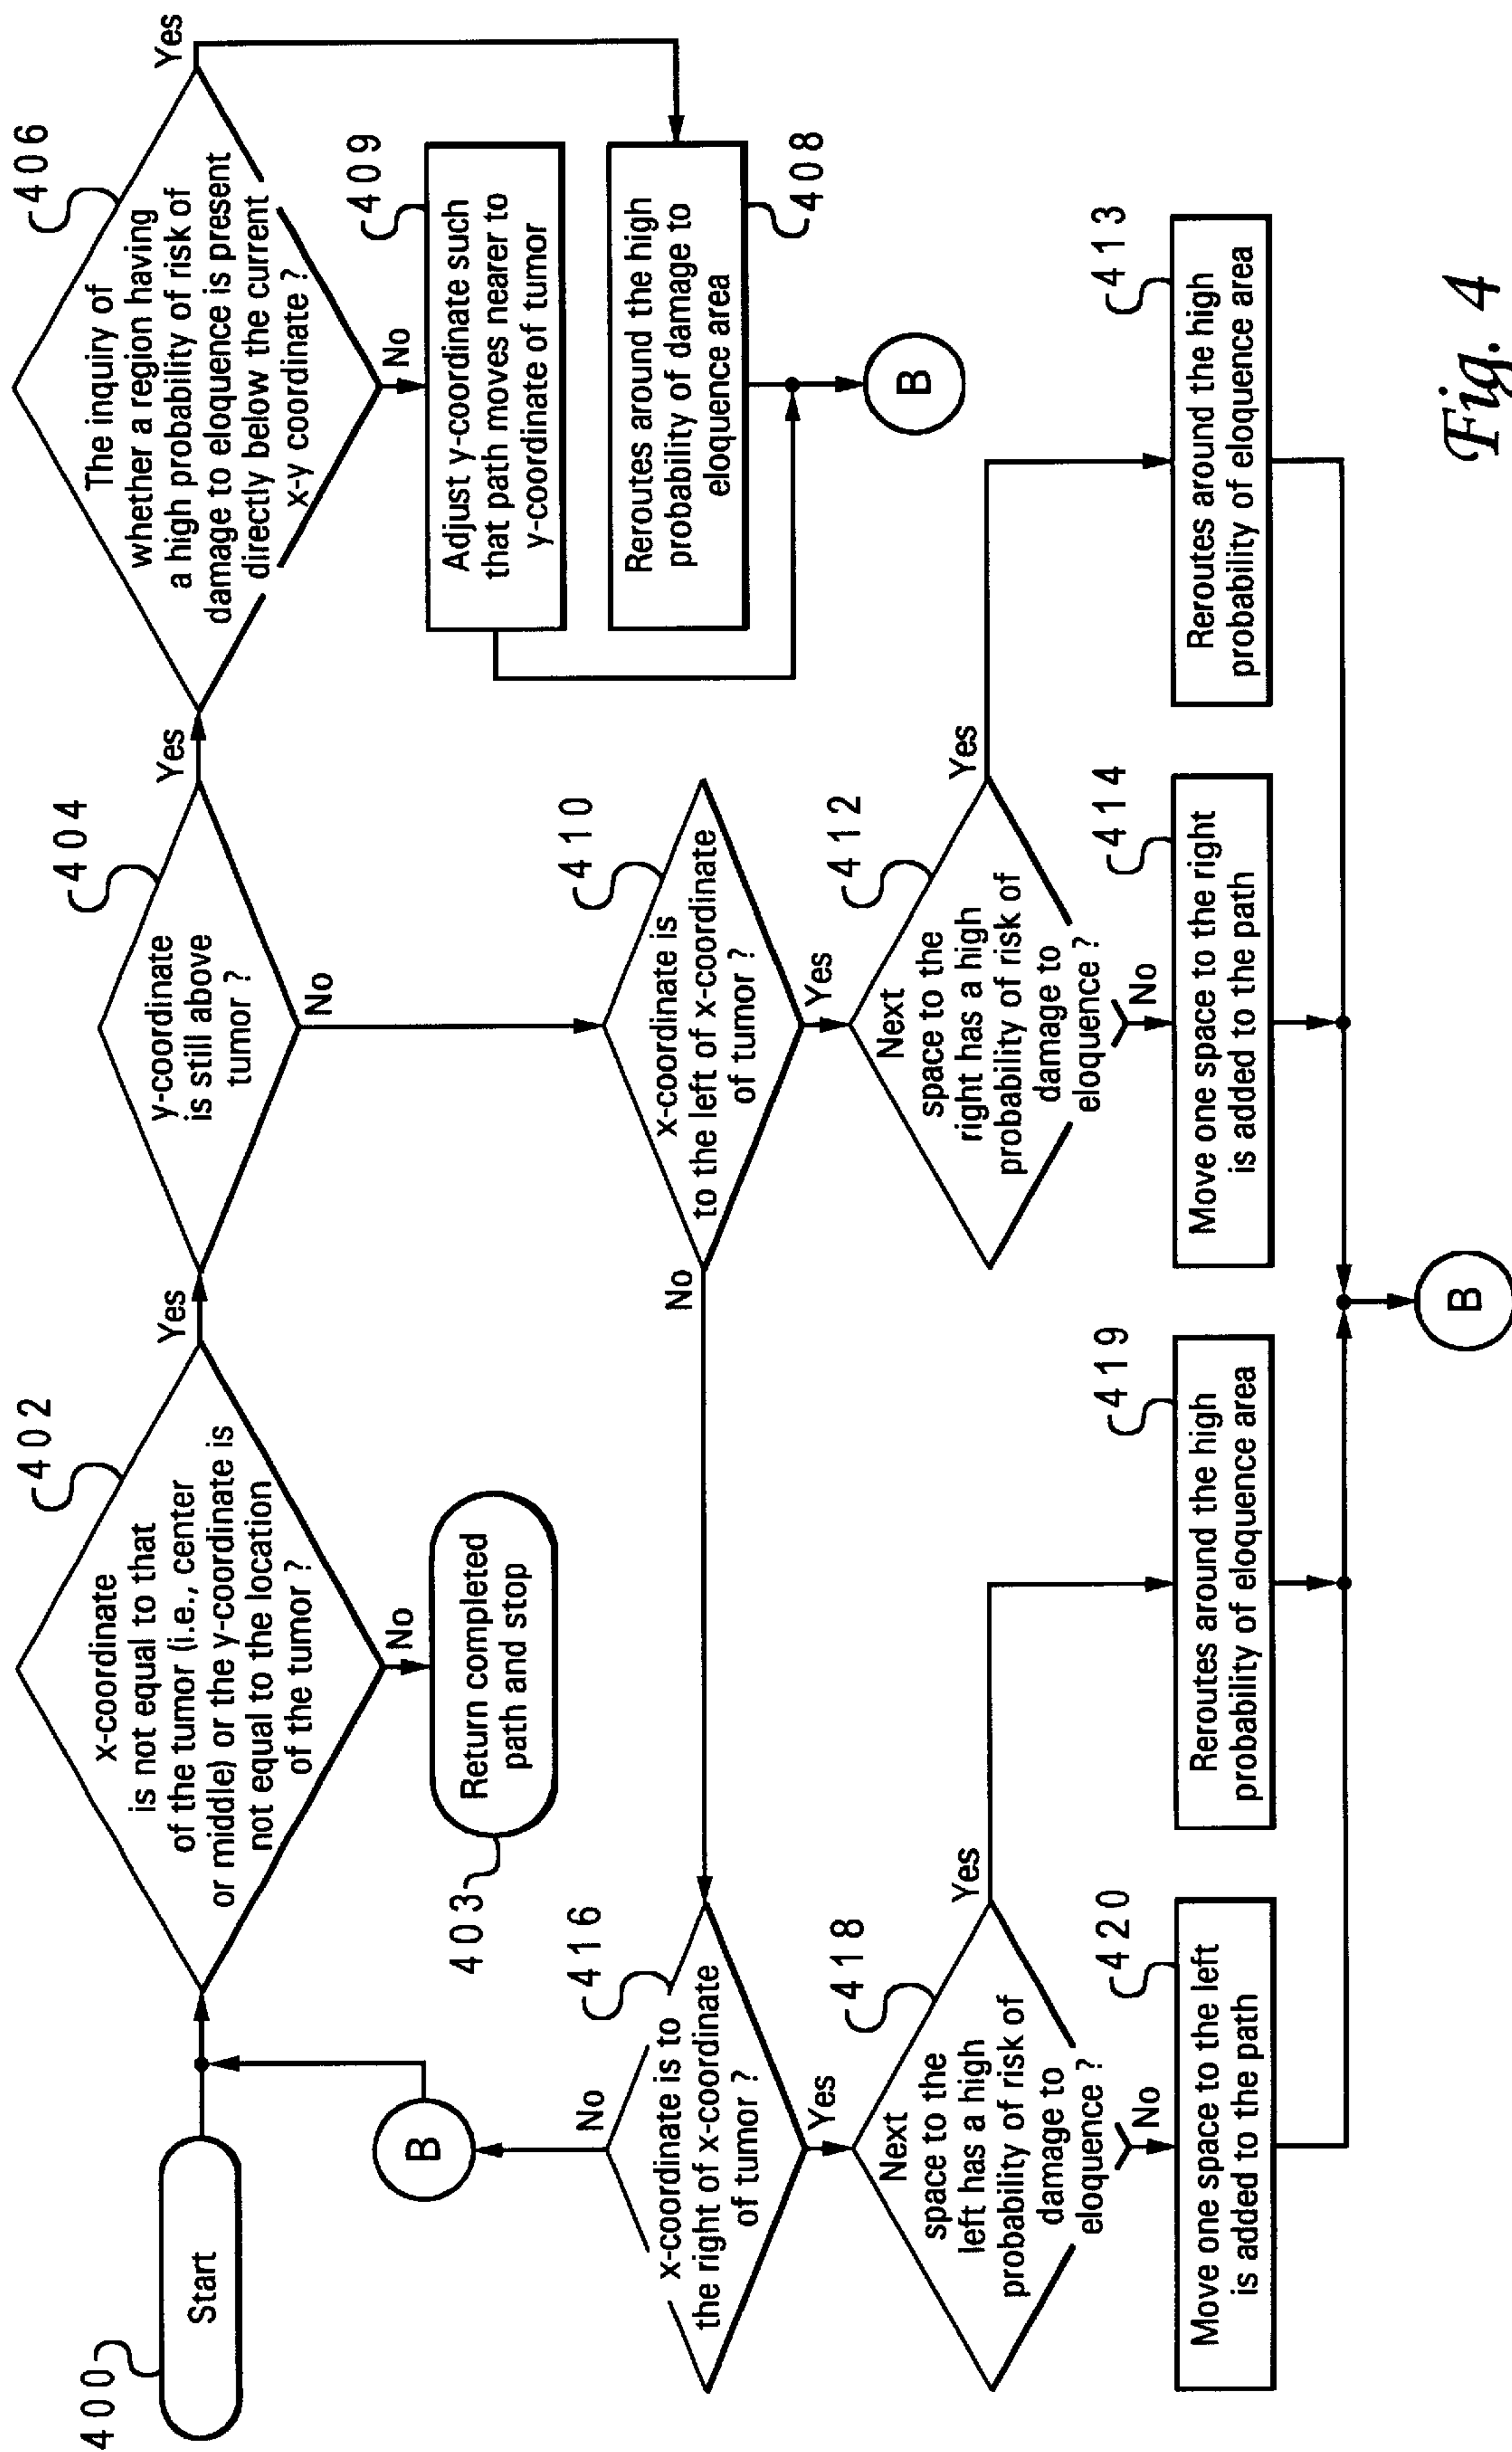 400
Start
402
x-coordinate
is not equal to that
of the tumor (i.e., center
or middle) or the y-coordinate is
not equal to the location
of the tumor ?
Yes
No
403
Return completed
path and stop
404
y-coordinate
is still above
tumor ?
Yes
No
406
The inquiry of
whether a region having
a high probability of risk of
damage to eloquence is present
directly below the current
x-y coordinate ?
Yes
No
409
Adjust y-coordinate such
that path moves nearer to
y-coordinate of tumor
Reroutes around the high
probability of damage to
eloquence area
408
B
B
410
x-coordinate is
to the left of x-coordinate
of tumor ?
No
Yes
416
x-coordinate is to
the right of x-coordinate
of tumor ?
No
Yes
418
Next
space to the
left has a high
probability of risk of
damage to
eloquence ?
Yes
No
412
Next
space to the
right has a high
probability of risk of
damage to
eloquence ?
Yes
No
420
Move one space to the left
is added to the path
419
Reroutes around the high
probability of eloquence area
414
Move one space to the right
is added to the path
413
Reroutes around the high
probability of eloquence area
B
Fig. 4